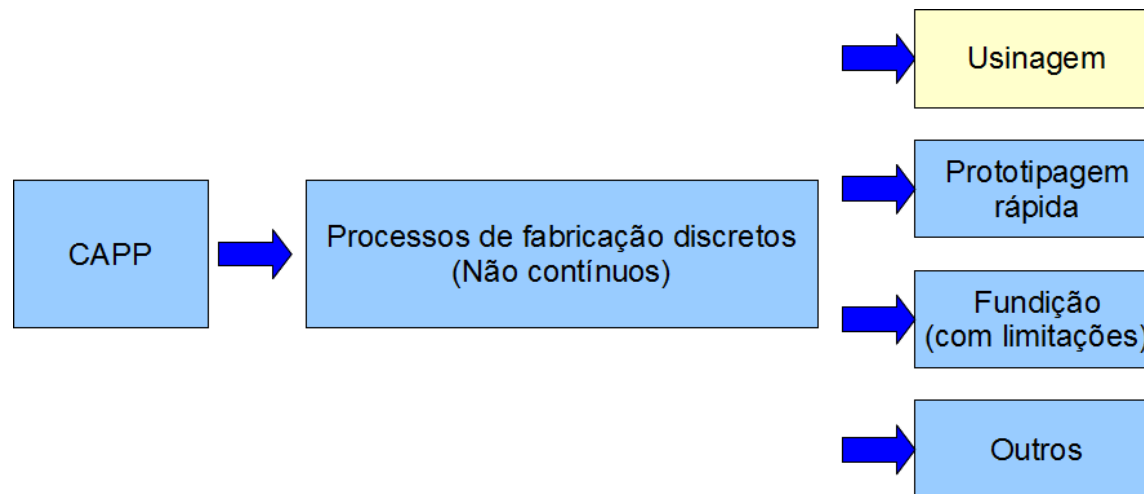 CAPP
Processos de fabricação discretos
(Não contínuos)
Usinagem
Prototipagem
rápida
Fundição
(com limitações)
Outros